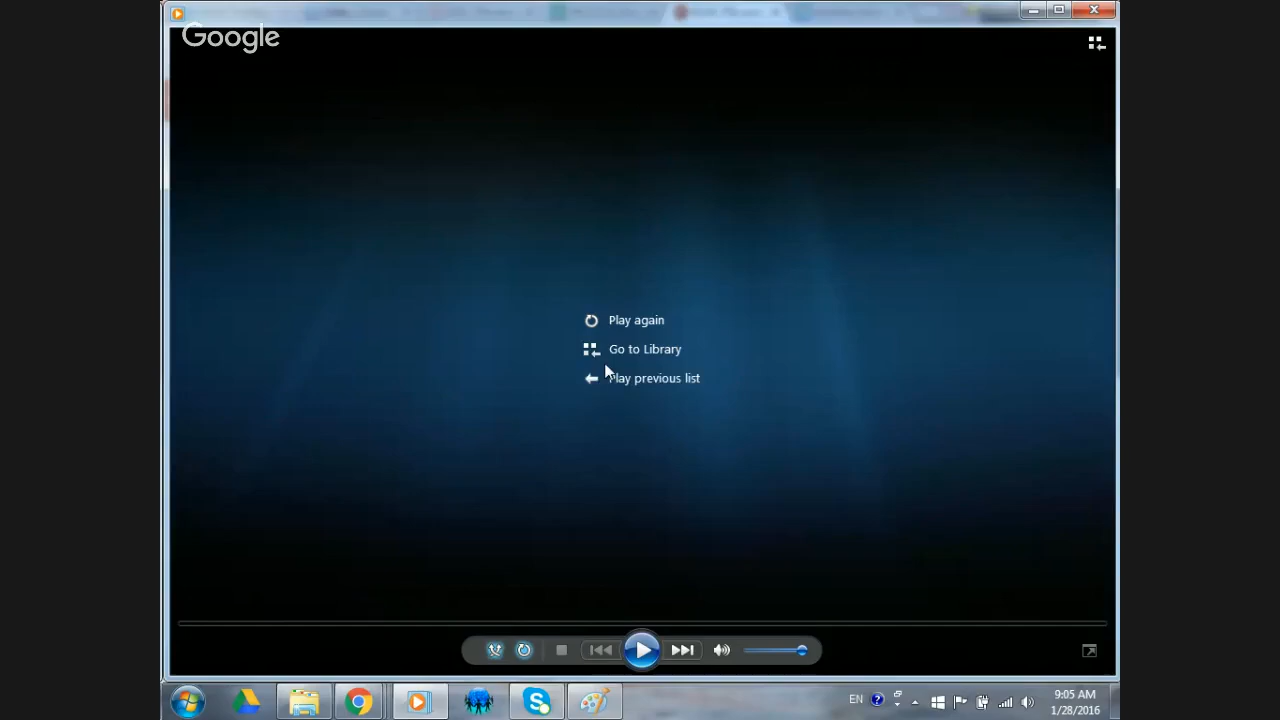 Google
Play again
Go to Library
Play previous list
EN
9:05 AM
1/28/2016